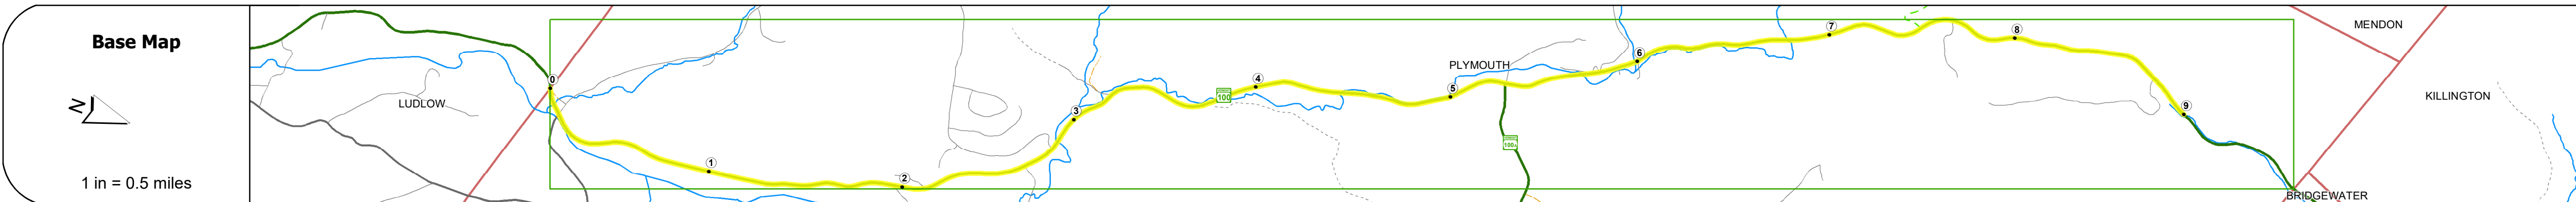 Base Map
N
1 in = 0.5 miles
LUDLOW
0
1
2
3
100
4
5
PLYMOUTH
100A
6
7
8
9
MENDON
KILLINGTON
BRIDGEWATER